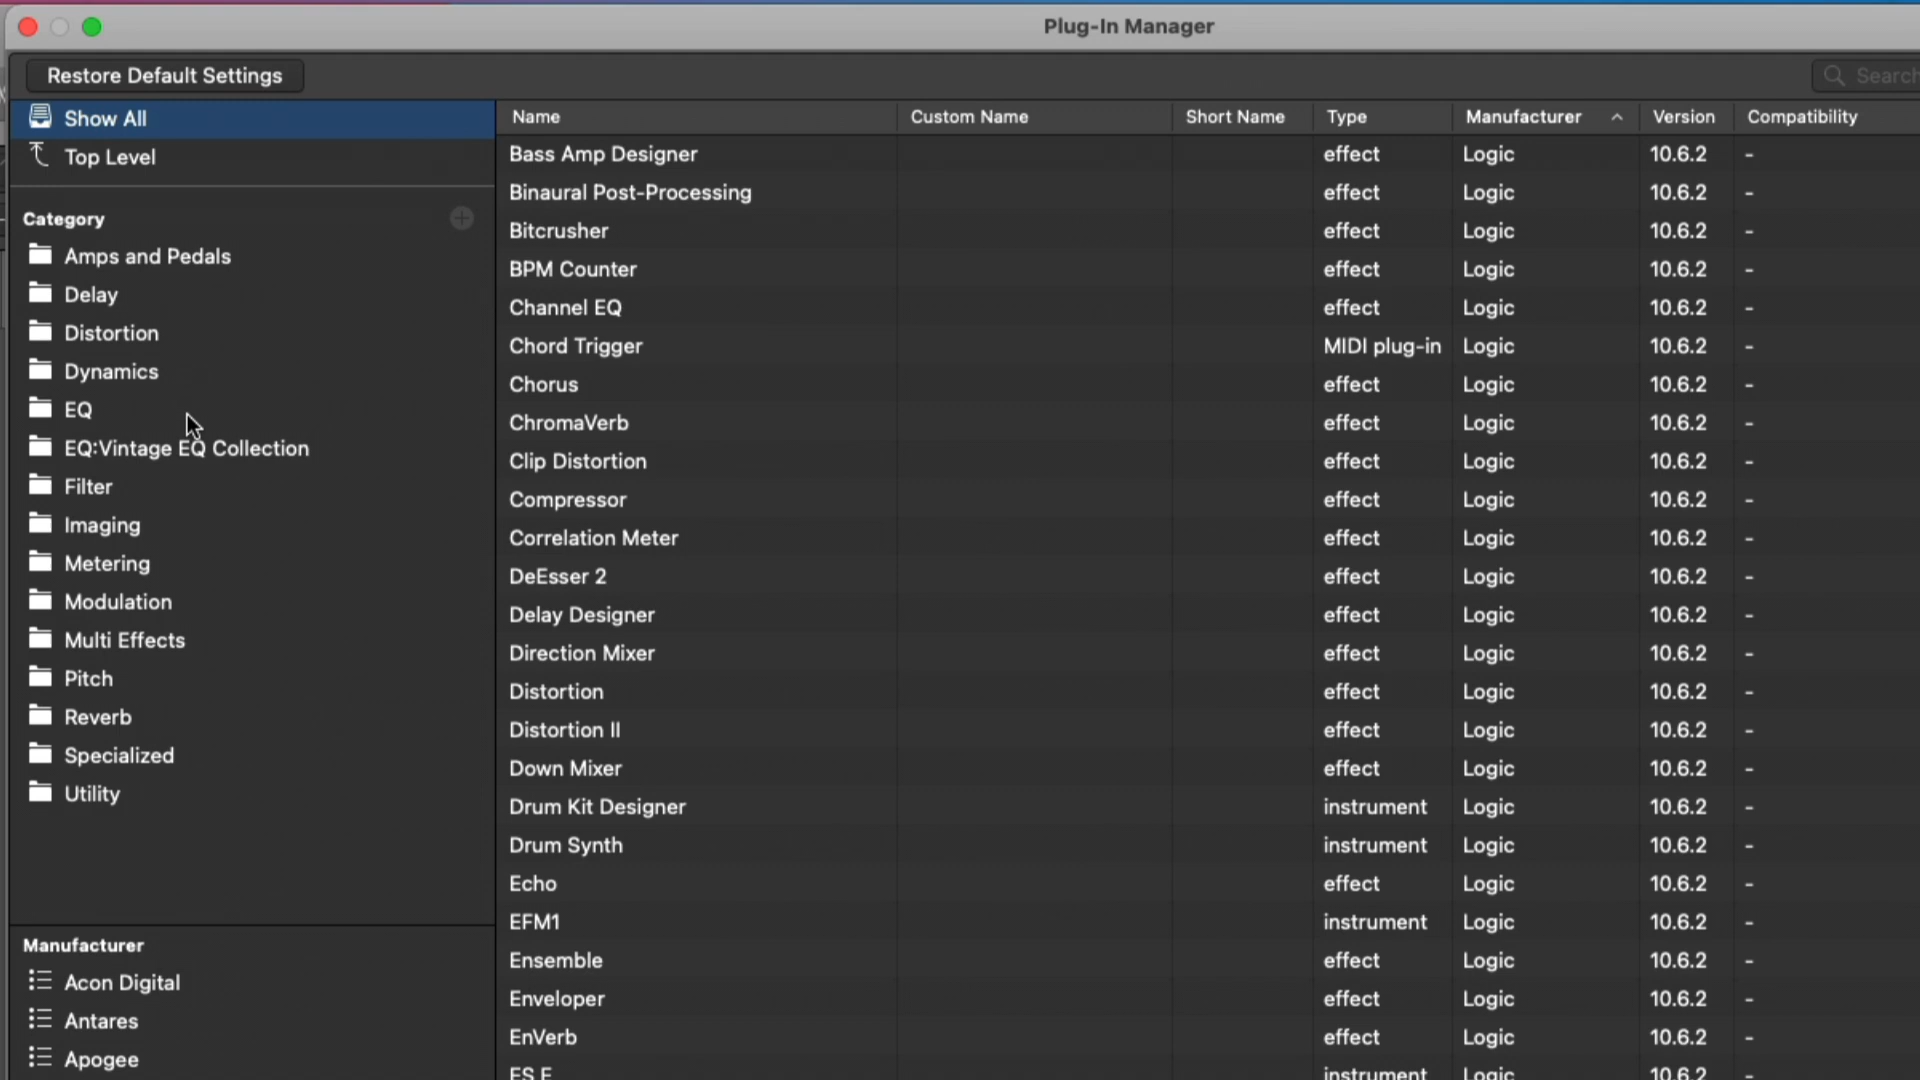 Plug-In Manager
Restore Default Settings
Search
Show All
Top Level
Category
Amps and Pedals
Delay
Distortion
Dynamics
EQ
EQ:Vintage EQ Collection
Filter
Imaging
Metering
Modulation
Multi Effects
Pitch
Reverb
Specialized
Utility
Manufacturer
Acon Digital
Antares
Apogee
Name Custom Name Short Name Type Manufacturer Version Compatibility
Bass Amp Designer effect Logic 10.6.2 -
Binaural Post-Processing effect Logic 10.6.2 -
Bitcrusher effect Logic 10.6.2 -
BPM Counter effect Logic 10.6.2 -
Channel EQ effect Logic 10.6.2 -
Chord Trigger MIDI plug-in Logic 10.6.2 -
Chorus effect Logic 10.6.2 -
ChromaVerb effect Logic 10.6.2 -
Clip Distortion effect Logic 10.6.2 -
Compressor effect Logic 10.6.2 -
Correlation Meter effect Logic 10.6.2 -
DeEsser 2 effect Logic 10.6.2 -
Delay Designer effect Logic 10.6.2 -
Direction Mixer effect Logic 10.6.2 -
Distortion effect Logic 10.6.2 -
Distortion II effect Logic 10.6.2 -
Down Mixer effect Logic 10.6.2 -
Drum Kit Designer instrument Logic 10.6.2 -
Drum Synth instrument Logic 10.6.2 -
Echo effect Logic 10.6.2 -
EFM1 instrument Logic 10.6.2 -
Ensemble effect Logic 10.6.2 -
Enveloper effect Logic 10.6.2 -
EnVerb effect Logic 10.6.2 -
ES E instrument Logic 10.6.2 -